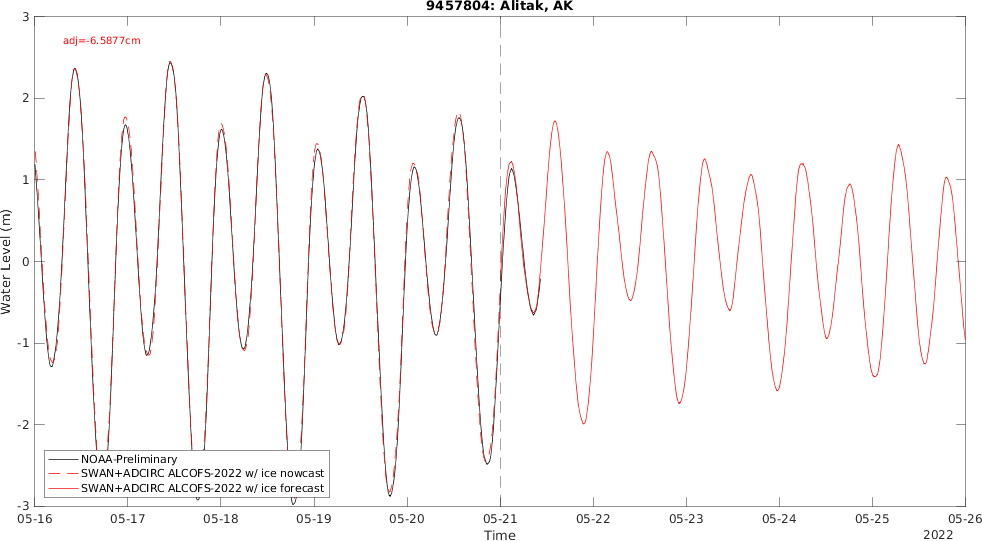 9457804: Alitak, AK
adj=-6.5877cm
3
2
1
0
-1
-2
-3
Water Level (m)
NOAA-Preliminary
SWAN+ADCIRC ALCOFS-2022 w/ ice nowcast
SWAN+ADCIRC ALCOFS-2022 w/ ice forecast
05-16 05-17 05-18 05-19 05-20 05-21 05-22 05-23 05-24 05-25 05-26
Time
2022